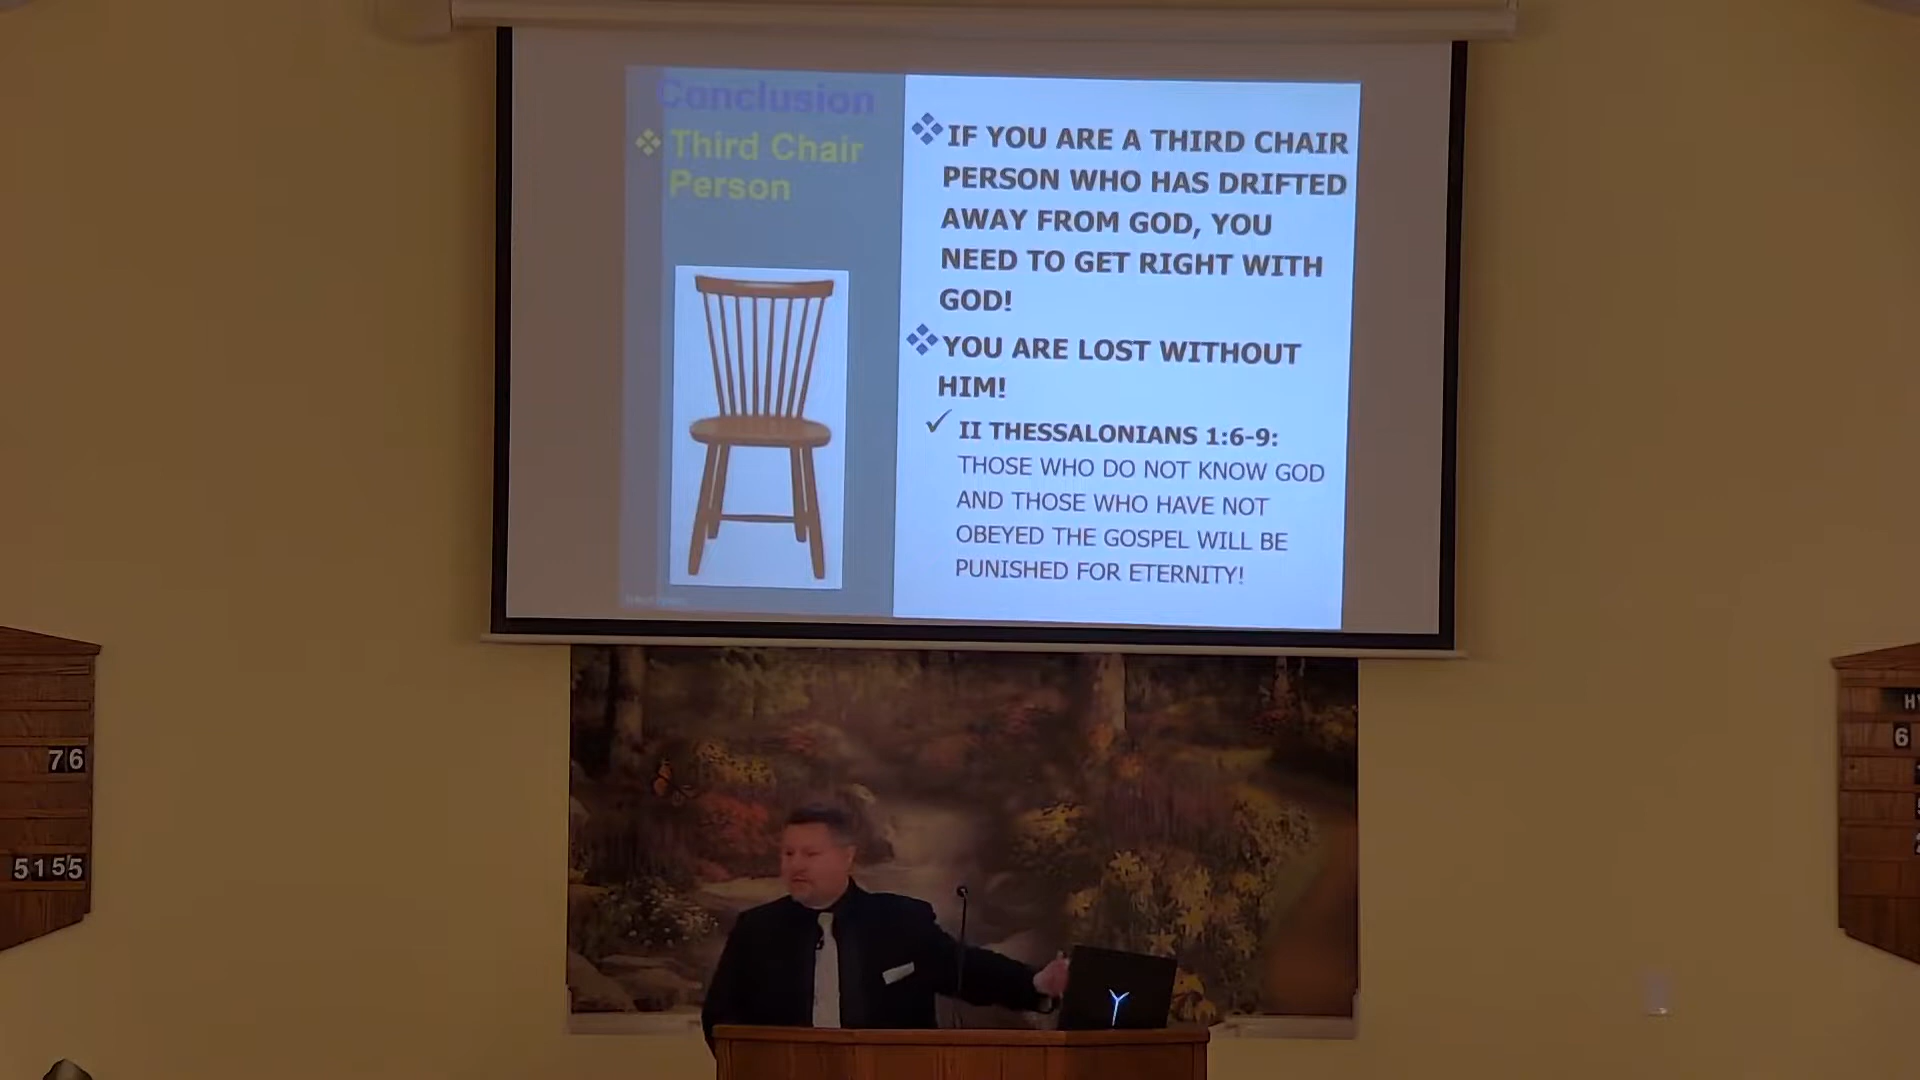 Conclusion
Third Chair
Person
IF YOU ARE A THIRD CHAIR
PERSON WHO HAS DRIFTED
AWAY FROM GOD, YOU
NEED TO GET RIGHT WITH
GOD!
YOU ARE LOST WITHOUT
HIM!
II THESSALONIANS 1:6-9:
THOSE WHO DO NOT KNOW GOD
AND THOSE WHO HAVE NOT
OBEYED THE GOSPEL WILL BE
PUNISHED FOR ETERNITY!
76
5155
6